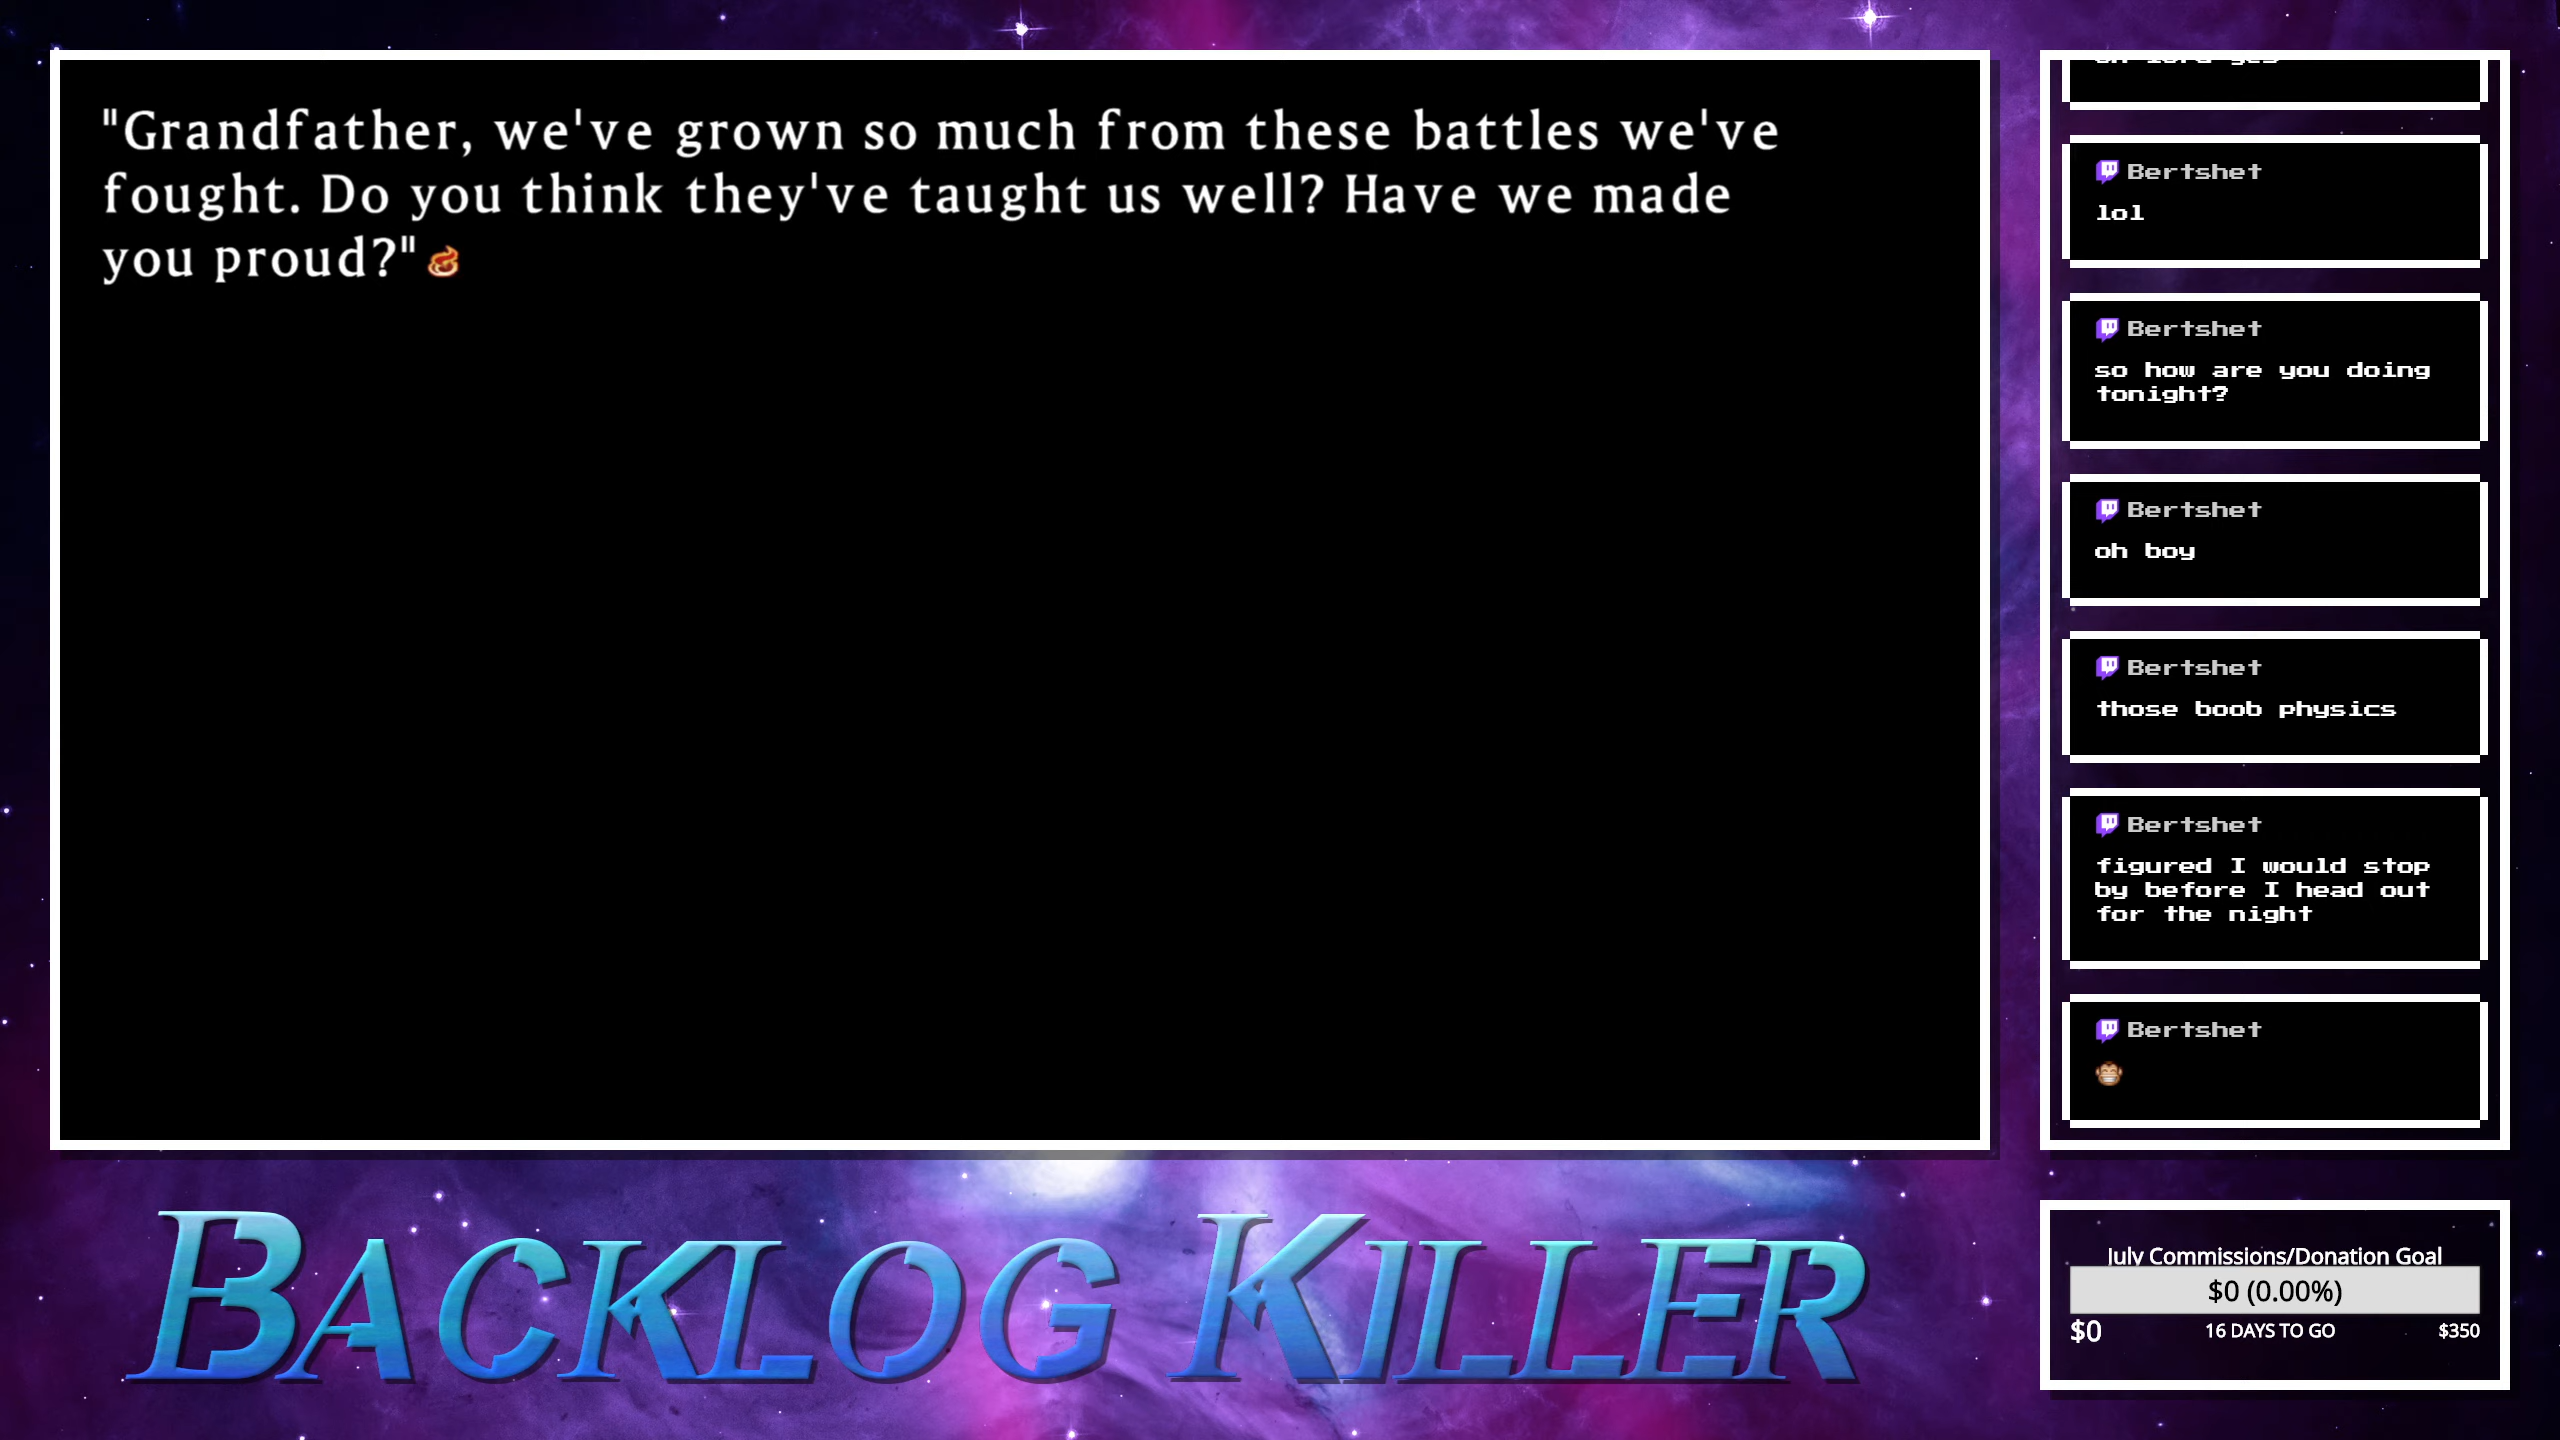 "Grandfather, we've grown so much from these battles we've
fought. Do you think they've taught us well? Have we made
you proud?"
oh lord yes
Bertshet
lol
Bertshet
so how are you doing
tonight?
Bertshet
oh boy
Bertshet
those boob physics
Bertshet
figured I would stop
by before I head out
for the night
Bertshet
BACKLOG KILLER
July Commissions/Donation Goal
$0 (0.00%)
$0 16 DAYS TO GO $350